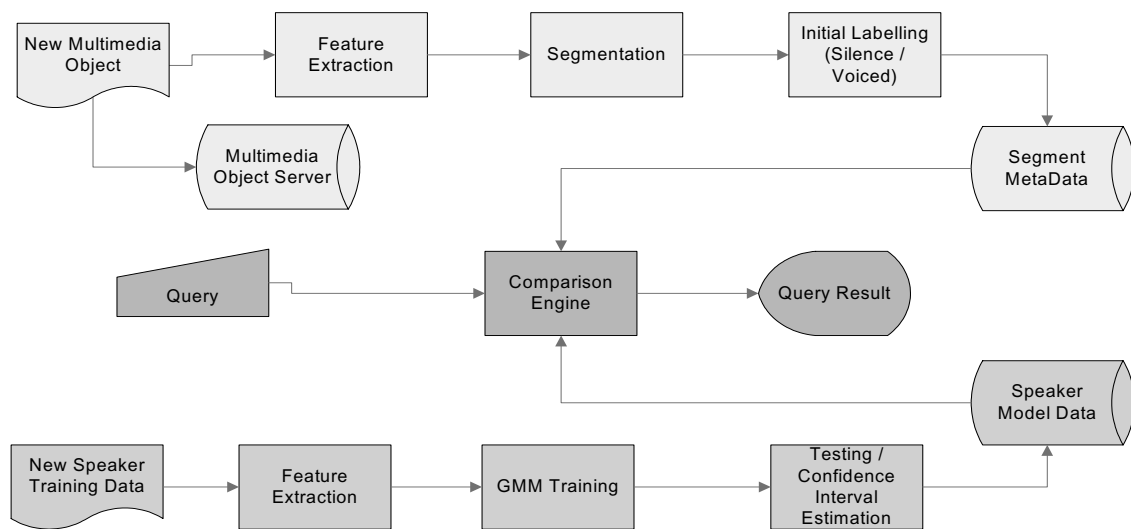 New Multimedia
Object
Feature
Extraction
Segmentation
Initial Labelling
(Silence /
Voiced)
Multimedia
Object Server
Segment
MetaData
Query
Comparison
Engine
Query Result
Speaker
Model Data
New Speaker
Training Data
Feature
Extraction
GMM Training
Testing /
Confidence
Interval
Estimation